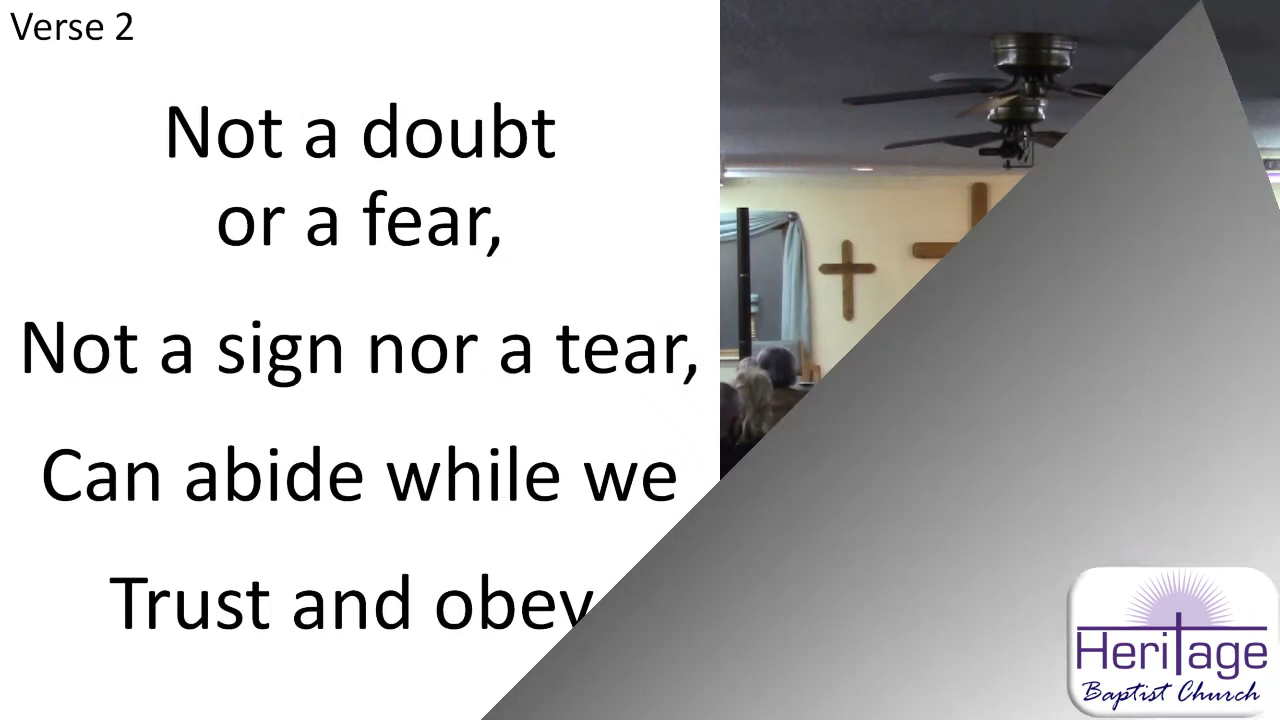 Verse 2
Not a doubt
or a fear,
Not a sign nor a tear,
Can abide while we
Trust and obey
Heritage
Baptist Church